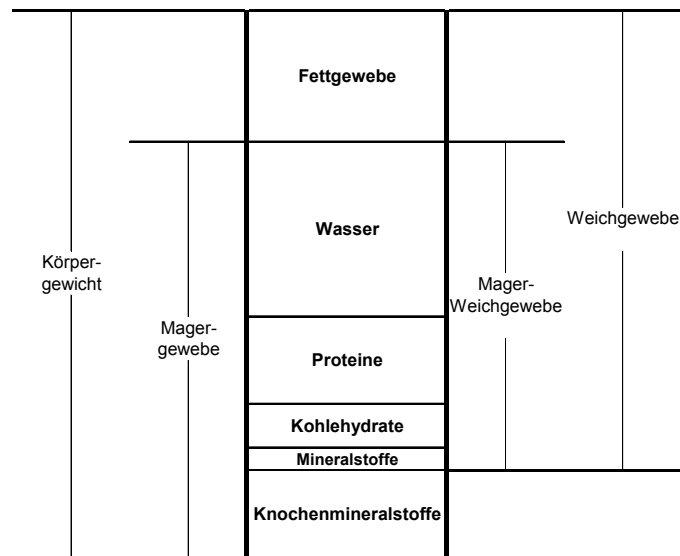 Fettgewebe
Wasser
Weichgewebe
Körper-
gewicht
Mager-
Weichgewebe
Mager-
gewebe
Proteine
Kohlehydrate
Mineralstoffe
Knochenmineralstoffe